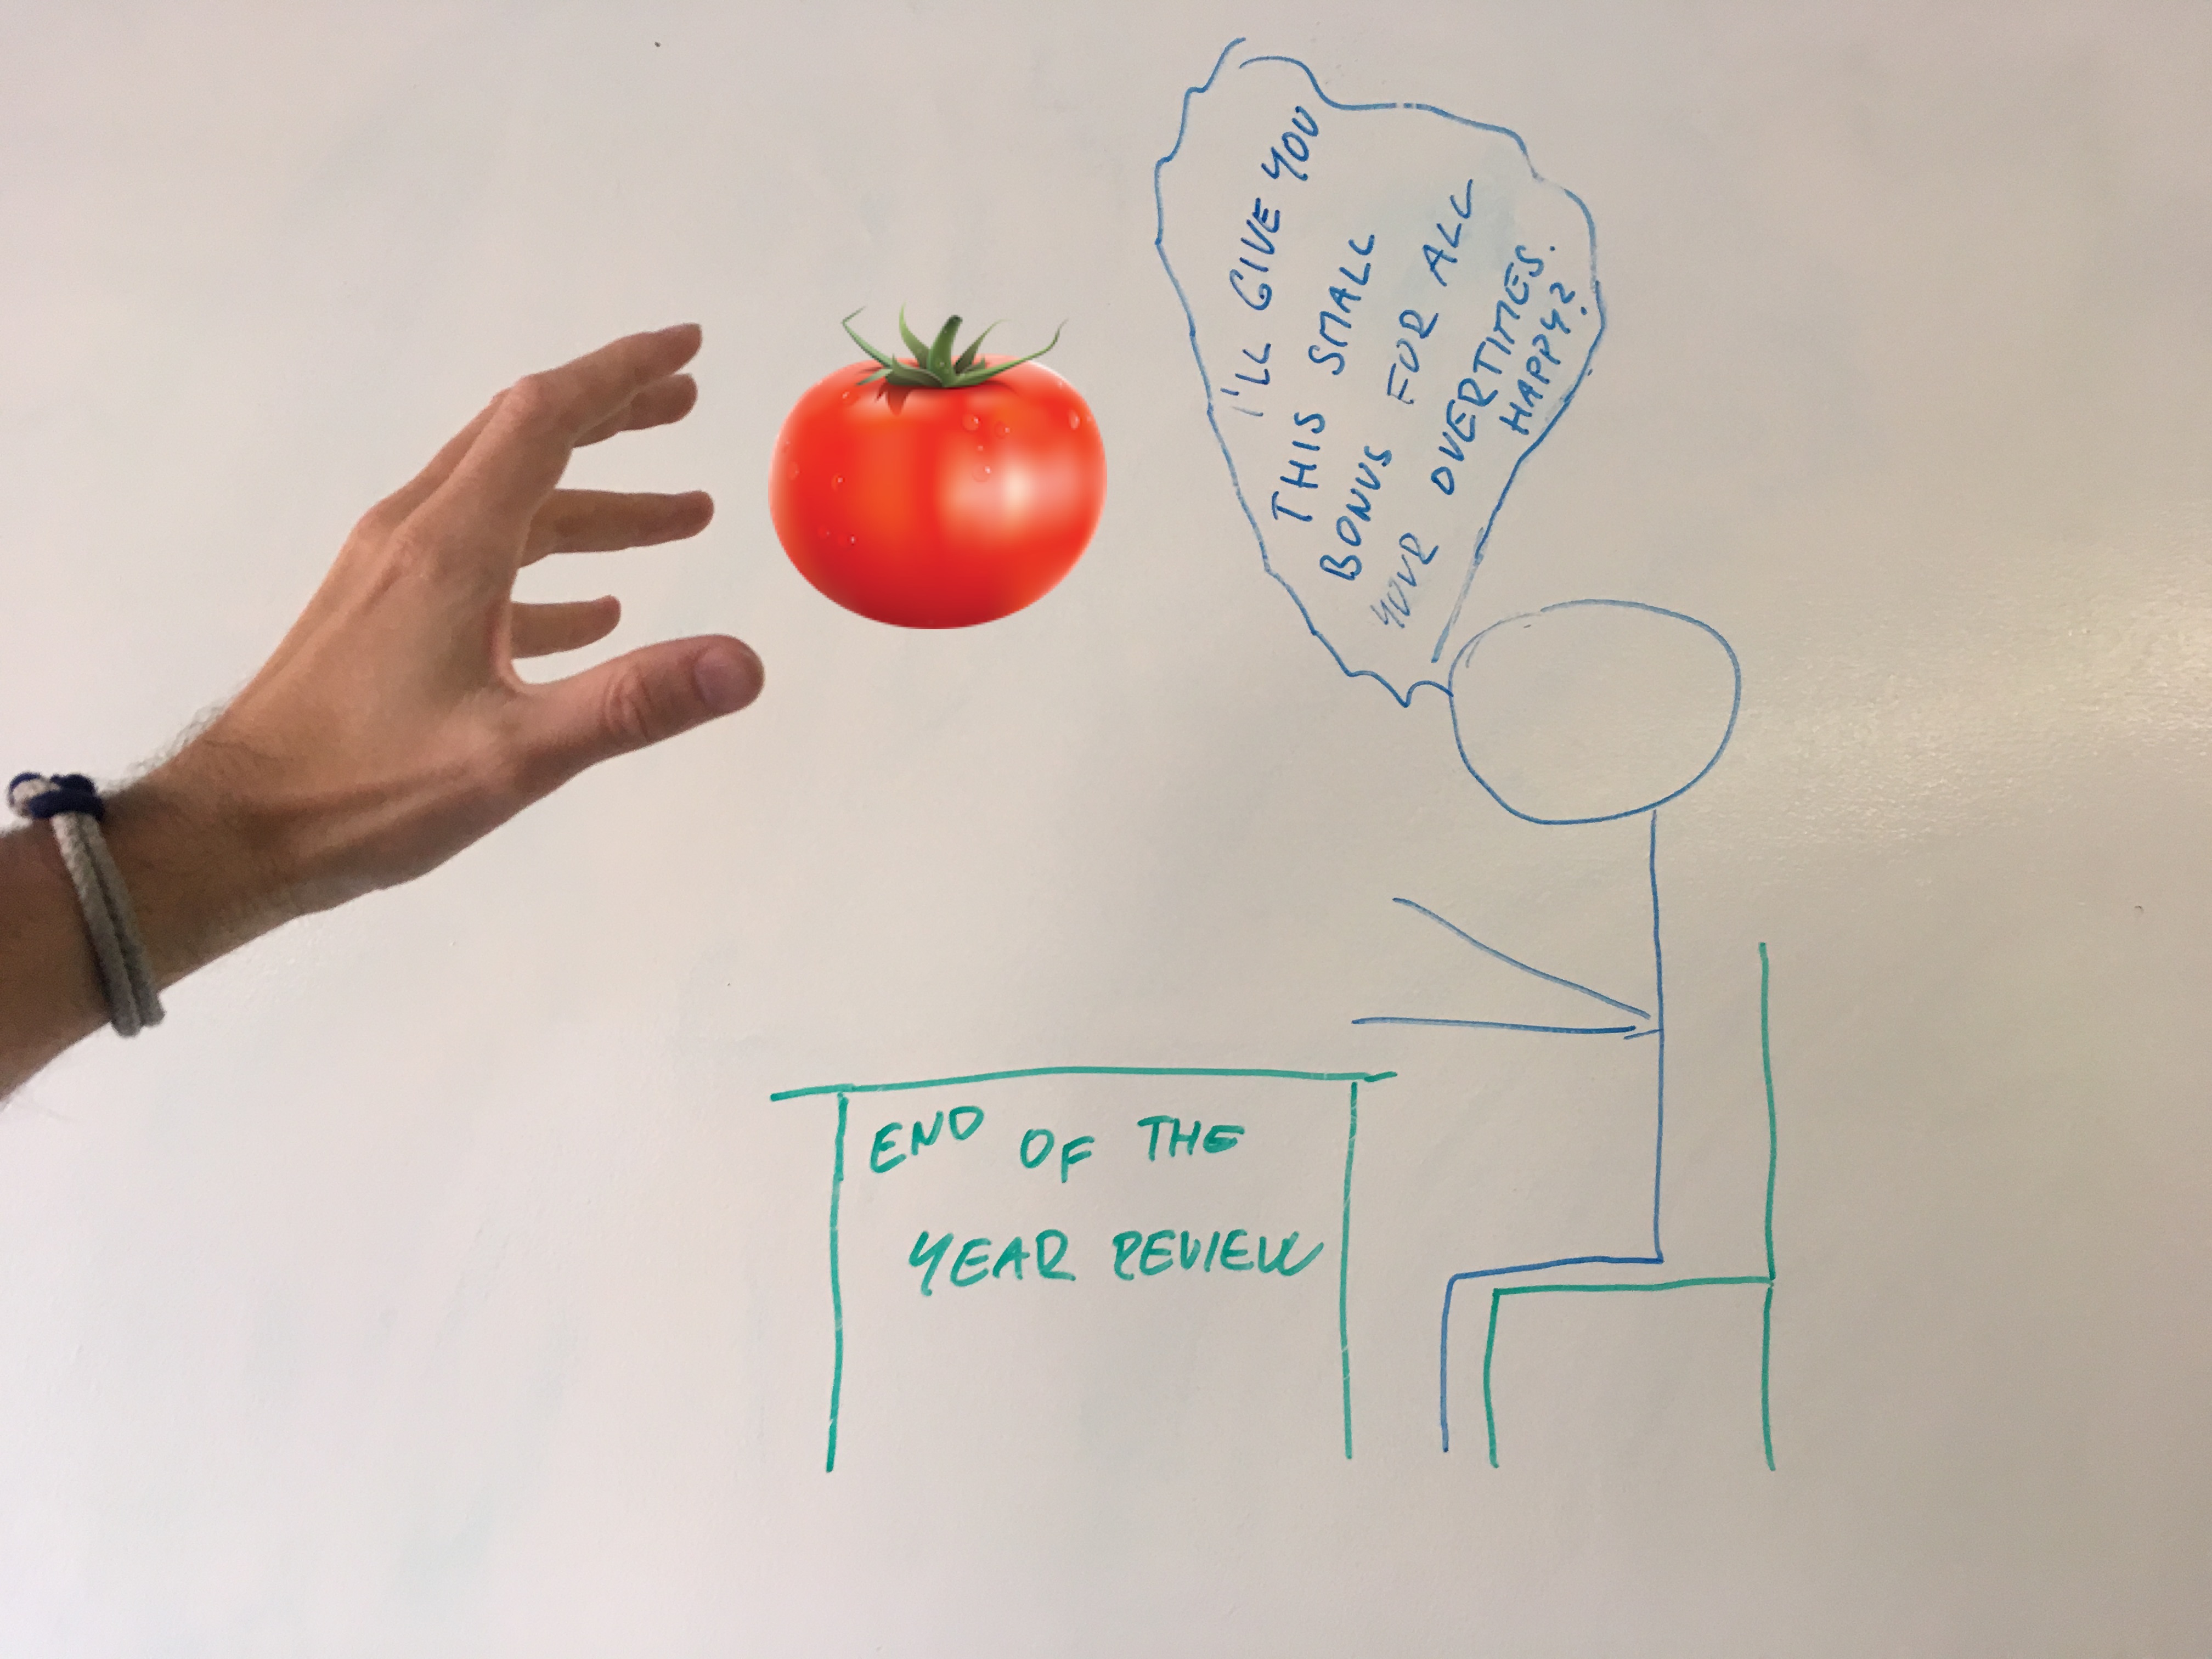 I'LL GIVE YOU
THIS SMALL
BONUS FOR ALL
YOUR OVERTIMES.
HAPPY?
END OF THE
YEAR REVIEW